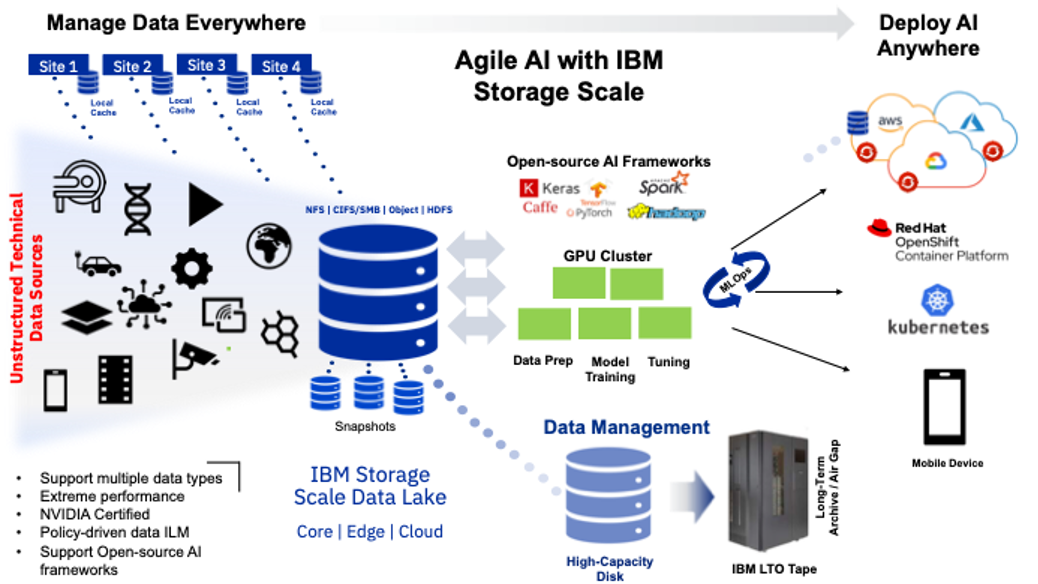 Manage Data Everywhere
Deploy AI
Anywhere
Agile AI with IBM
Storage Scale
Site 1
Site 2
Site 3
Site 4
Local
Cache
Local
Cache
Local
Cache
Local
Cache
Unstructured Technical
Data Sources
NFS | CIFS/SMB | Object | HDFS
Snapshots
IBM Storage
Scale Data Lake
Core | Edge | Cloud
• Support multiple data types
• Extreme performance
• NVIDIA Certified
• Policy-driven data ILM
• Support Open-source AI
frameworks
Open-source AI Frameworks
K Keras
TensorFlow
APACHE
Spark
Caffe
PyTorch
hadoop
GPU Cluster
Data Prep
Model
Training
Tuning
MLOps
Data Management
High-Capacity
Disk
IBM LTO Tape
Long-Term
Archive / Air Gap
aws
Red Hat
OpenShift
Container Platform
kubernetes
Mobile Device